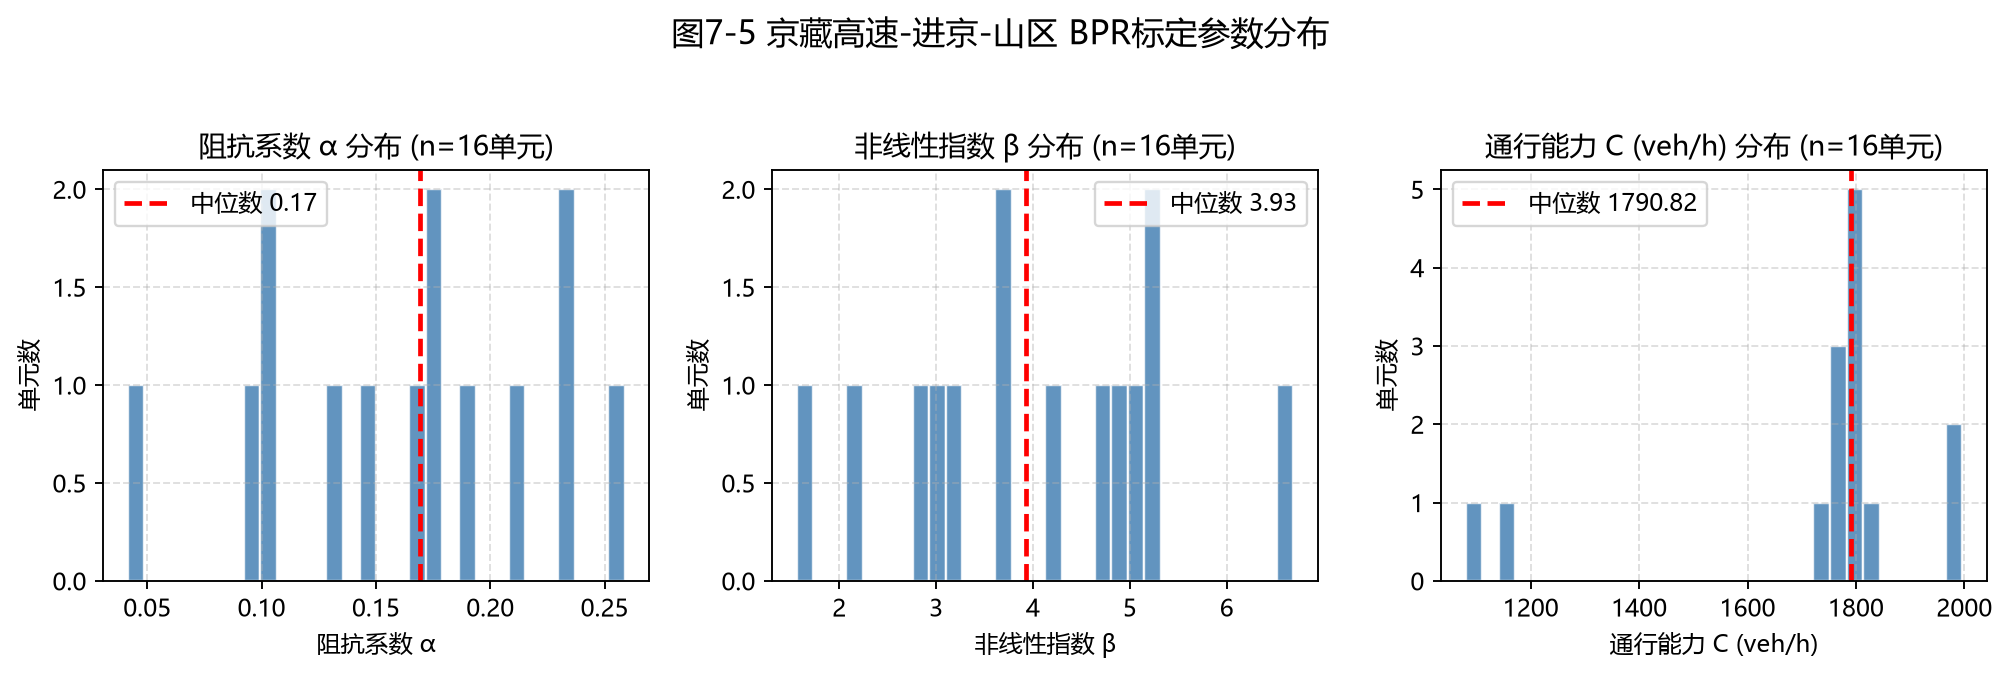 图7-5 京藏高速-进京-山区 BPR标定参数分布
阻抗系数 α 分布 (n=16单元)
中位数 0.17
2.0
1.5
1.0
0.5
0.0
单元数
0.05 0.10 0.15 0.20 0.25
阻抗系数 α
非线性指数 β 分布 (n=16单元)
中位数 3.93
2.0
1.5
1.0
0.5
0.0
单元数
2 3 4 5 6
非线性指数 β
通行能力 C (veh/h) 分布 (n=16单元)
中位数 1790.82
5
4
3
2
1
0
单元数
1200 1400 1600 1800 2000
通行能力 C (veh/h)